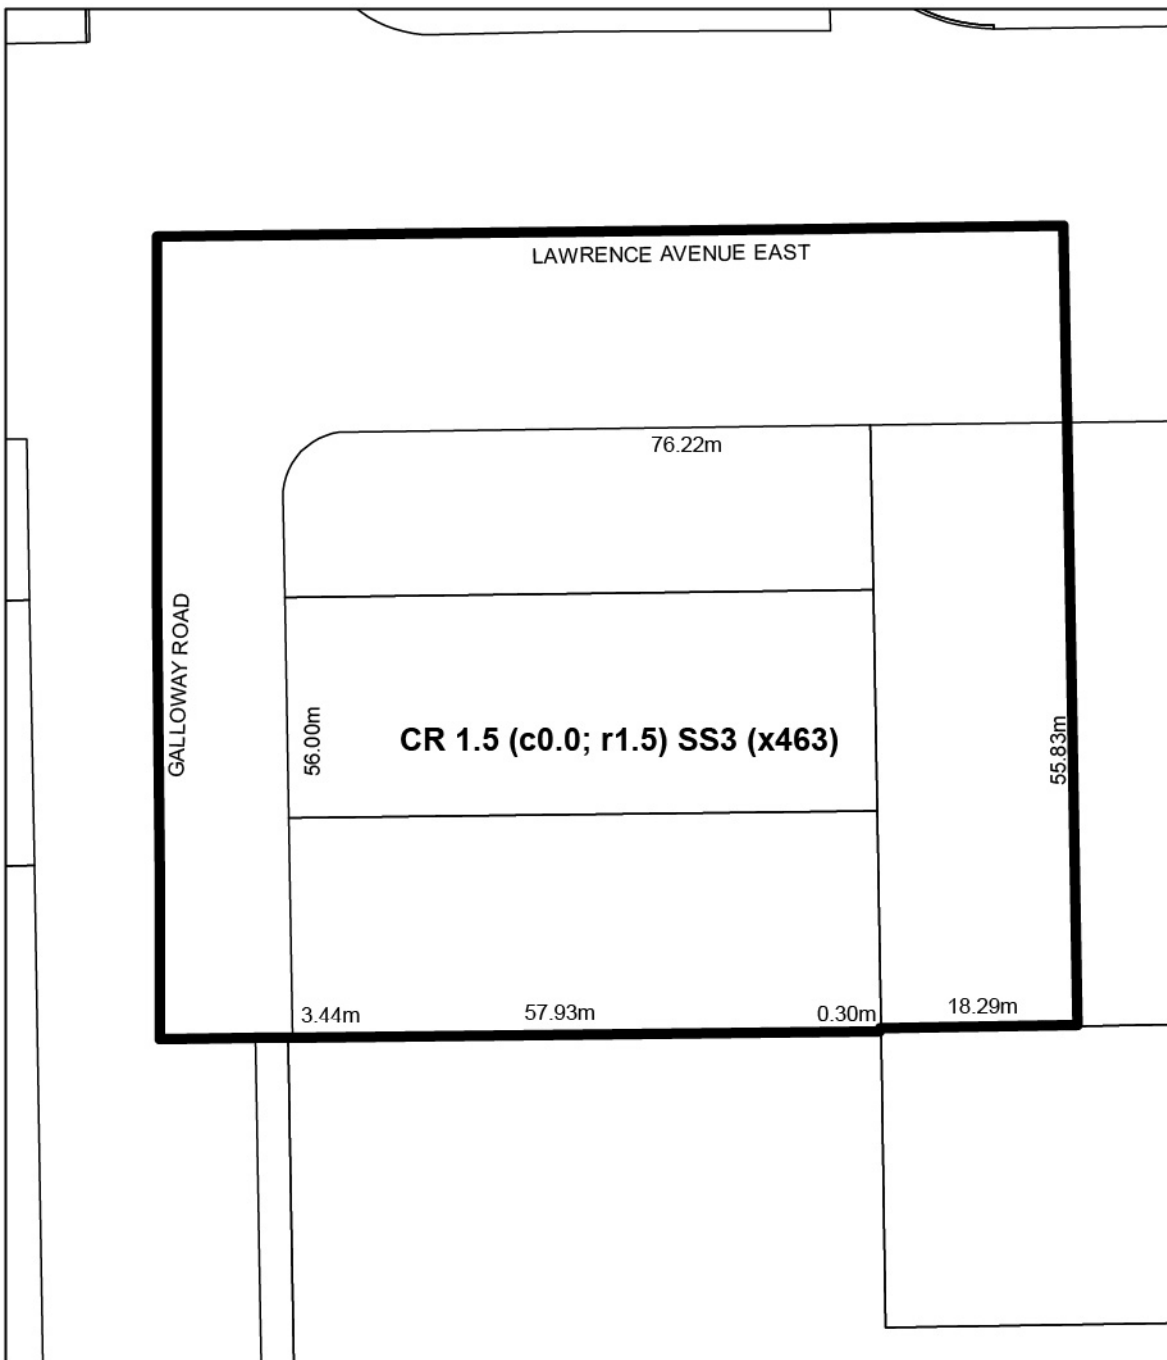 LAWRENCE AVENUE EAST
76.22m
GALLOWAY ROAD
56.00m
CR 1.5 (c0.0; r1.5) SS3 (x463)
55.83m
3.44m
57.93m
0.30m
18.29m